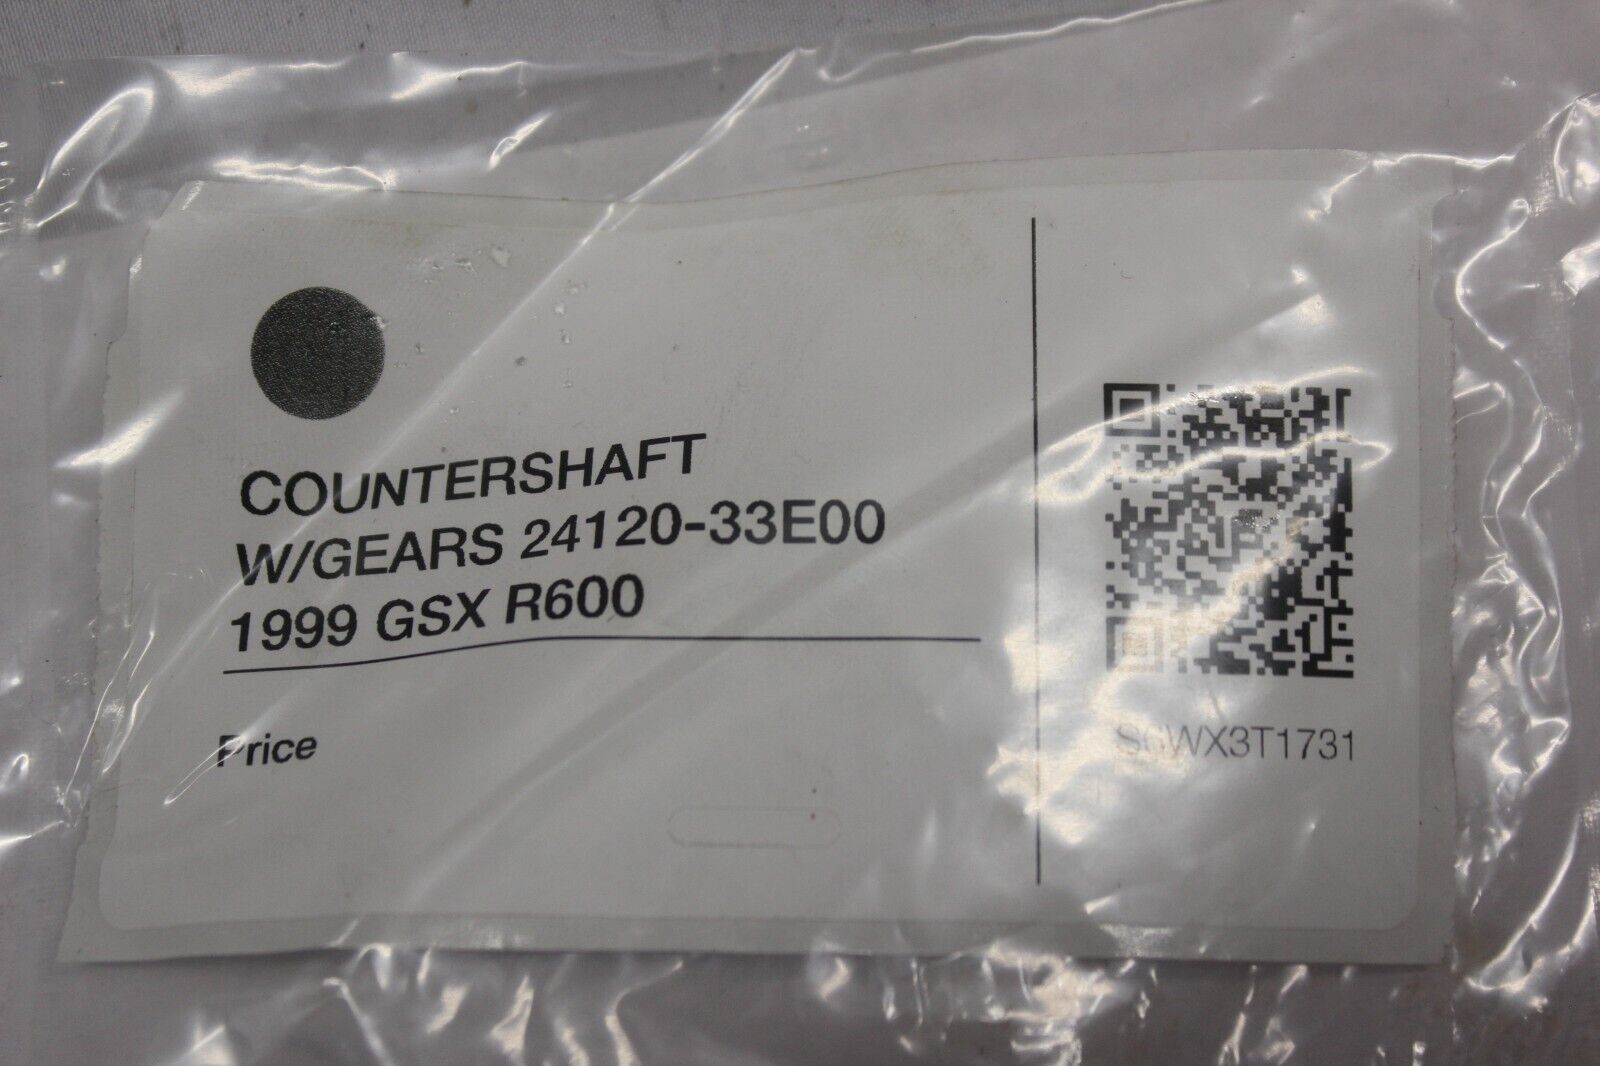 COUNTERSHAFT
W/GEARS 24120-33E00
1999 GSX R600
Price